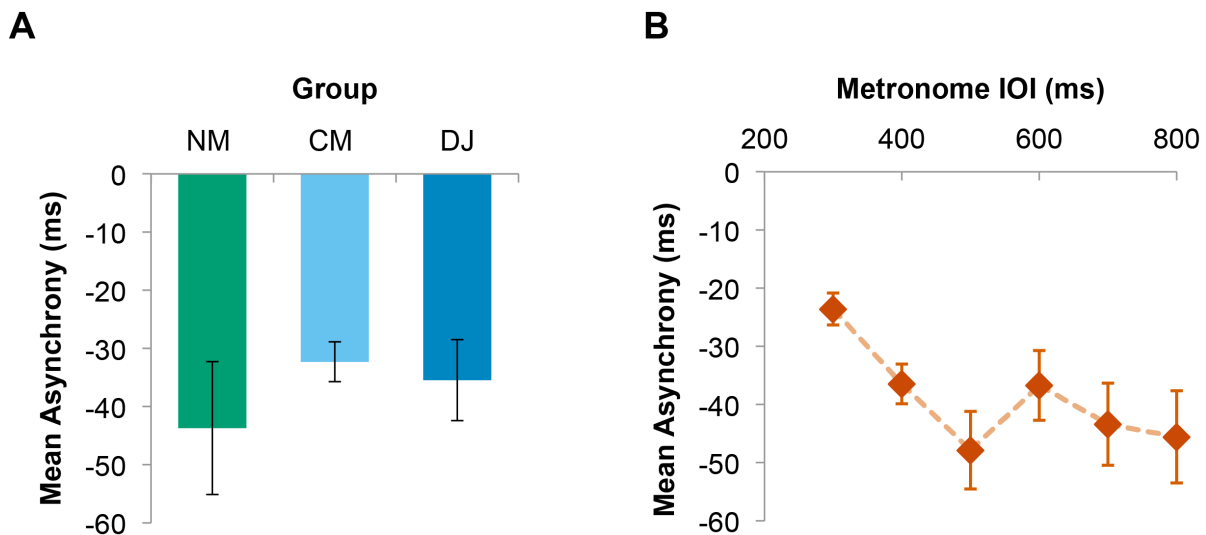 A
Group
NM CM DJ
0
-10
-20
-30
-40
-50
-60
Mean Asynchrony (ms)
B
Metronome IOI (ms)
200 400 600 800
0
-10
-20
-30
-40
-50
-60
Mean Asynchrony (ms)